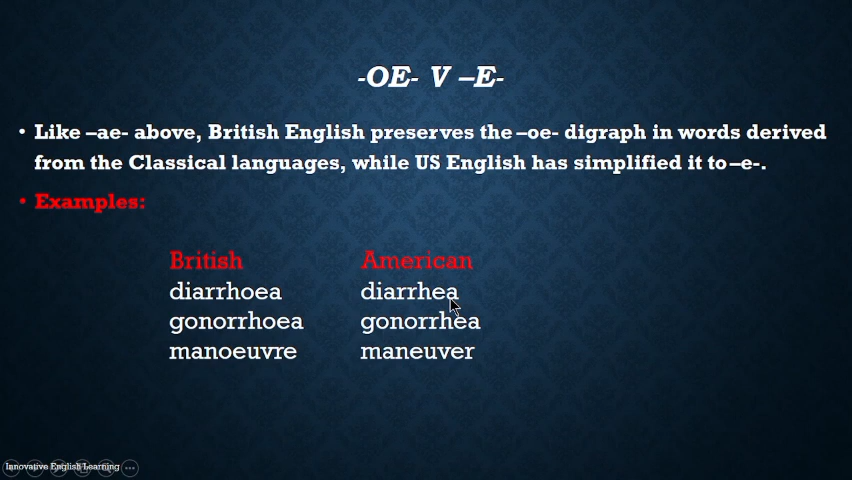 -OE- V –E-
• Like –ae- above, British English preserves the –oe- digraph in words derived
from the Classical languages, while US English has simplified it to –e-.
• Examples:
British American
diarrhoea diarrhea
gonorrhoea gonorrhea
manoeuvre maneuver
Innovative English Learning